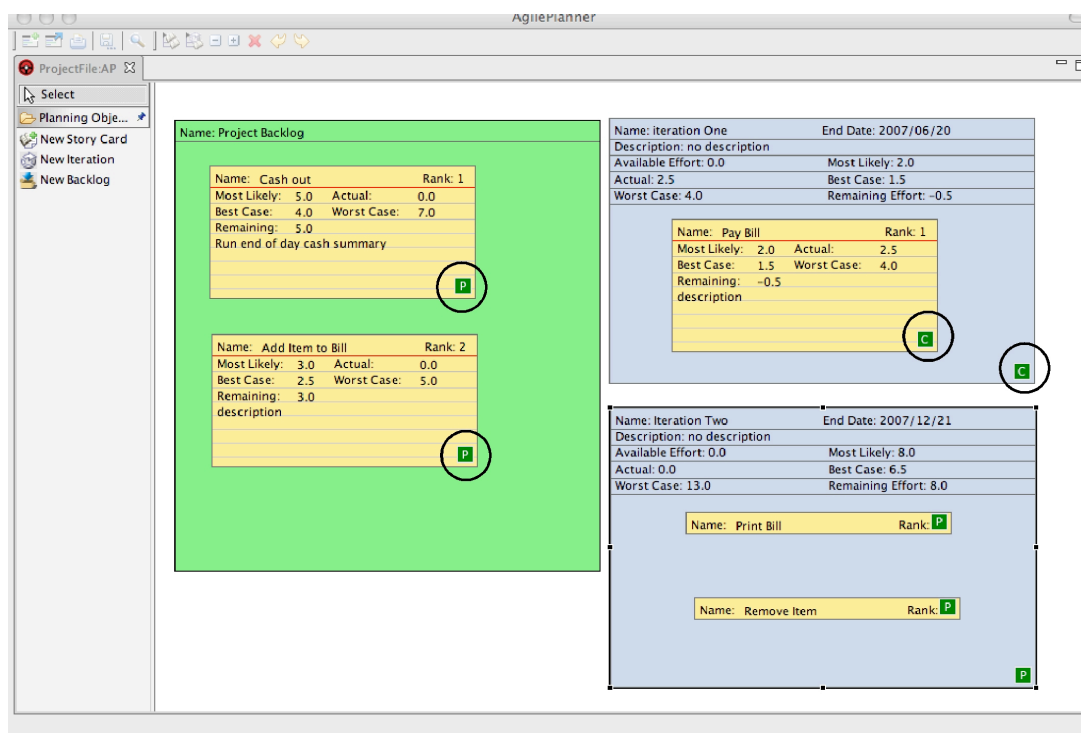 AgilePlanner
ProjectFile:AP
Select
Planning Obje...
New Story Card
New Iteration
New Backlog
Name: Project Backlog
Name: Cash out Rank: 1
Most Likely: 5.0 Actual: 0.0
Best Case: 4.0 Worst Case: 7.0
Remaining: 5.0
Run end of day cash summary
P
Name: Add Item to Bill Rank: 2
Most Likely: 3.0 Actual: 0.0
Best Case: 2.5 Worst Case: 5.0
Remaining: 3.0
description
P
Name: iteration One End Date: 2007/06/20
Description: no description
Available Effort: 0.0 Most Likely: 2.0
Actual: 2.5 Best Case: 1.5
Worst Case: 4.0 Remaining Effort: -0.5
Name: Pay Bill Rank: 1
Most Likely: 2.0 Actual: 2.5
Best Case: 1.5 Worst Case: 4.0
Remaining: -0.5
description
C
C
Name: Iteration Two End Date: 2007/12/21
Description: no description
Available Effort: 0.0 Most Likely: 8.0
Actual: 0.0 Best Case: 6.5
Worst Case: 13.0 Remaining Effort: 8.0
Name: Print Bill Rank: P
Name: Remove Item Rank: P
P